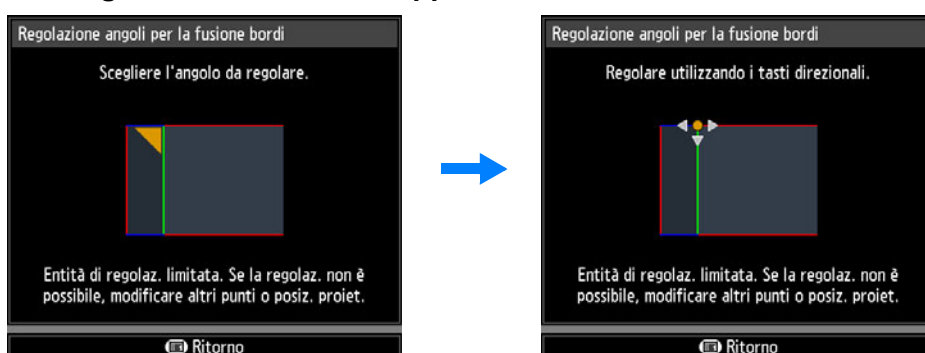 Regolazione angoli per la fusione bordi
Scegliere l'angolo da regolare.
Entità di regolaz. limitata. Se la regolaz. non è
possibile, modificare altri punti o posiz. proiet.
Ritorno
Regolazione angoli per la fusione bordi
Regolare utilizzando i tasti direzionali.
Entità di regolaz. limitata. Se la regolaz. non è
possibile, modificare altri punti o posiz. proiet.
Ritorno